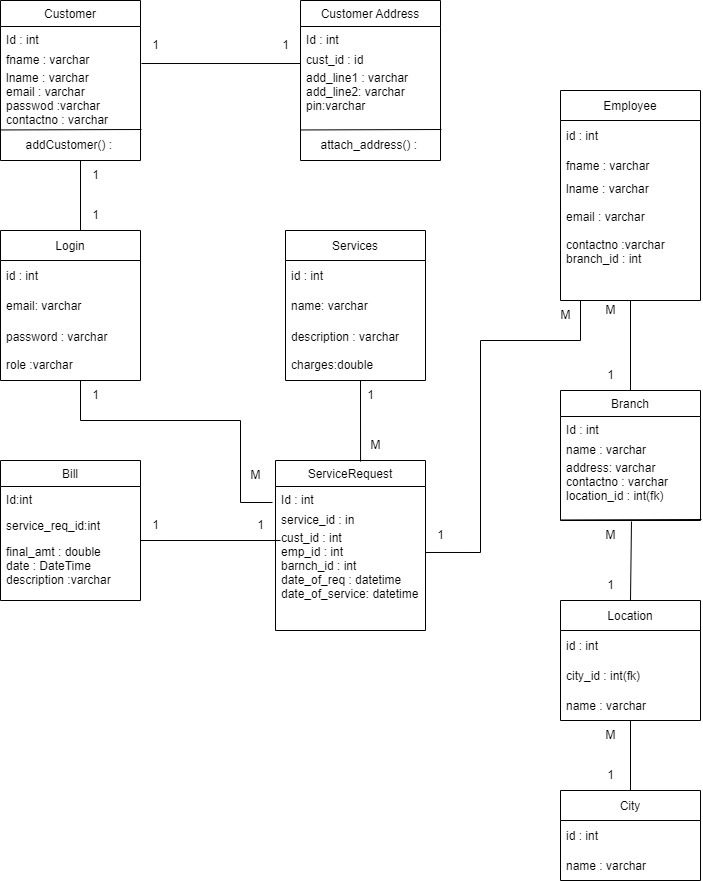 Customer
Id : int
fname : varchar
lname : varchar
email : varchar
passwod :varchar
contactno : varchar
addCustomer() :
1
1
Customer Address
Id : int
cust_id : id
add_line1 : varchar
add_line2: varchar
pin:varchar
attach_address() :
1
1
Login
id : int
email: varchar
password : varchar
role :varchar
Services
id : int
name: varchar
description : varchar
charges:double
Employee
id : int
fname : varchar
lname : varchar
email : varchar
contactno :varchar
branch_id : int
M
M
1
1
1
M
M
Branch
Id : int
name : varchar
address: varchar
contactno : varchar
location_id : int(fk)
Bill
Id:int
service_req_id:int
final_amt : double
date : DateTime
description :varchar
1
1
ServiceRequest
Id : int
service_id : in
cust_id : int
emp_id : int
barnch_id : int
date_of_req : datetime
date_of_service: datetime
1
M
1
Location
id : int
city_id : int(fk)
name : varchar
M
1
City
id : int
name : varchar